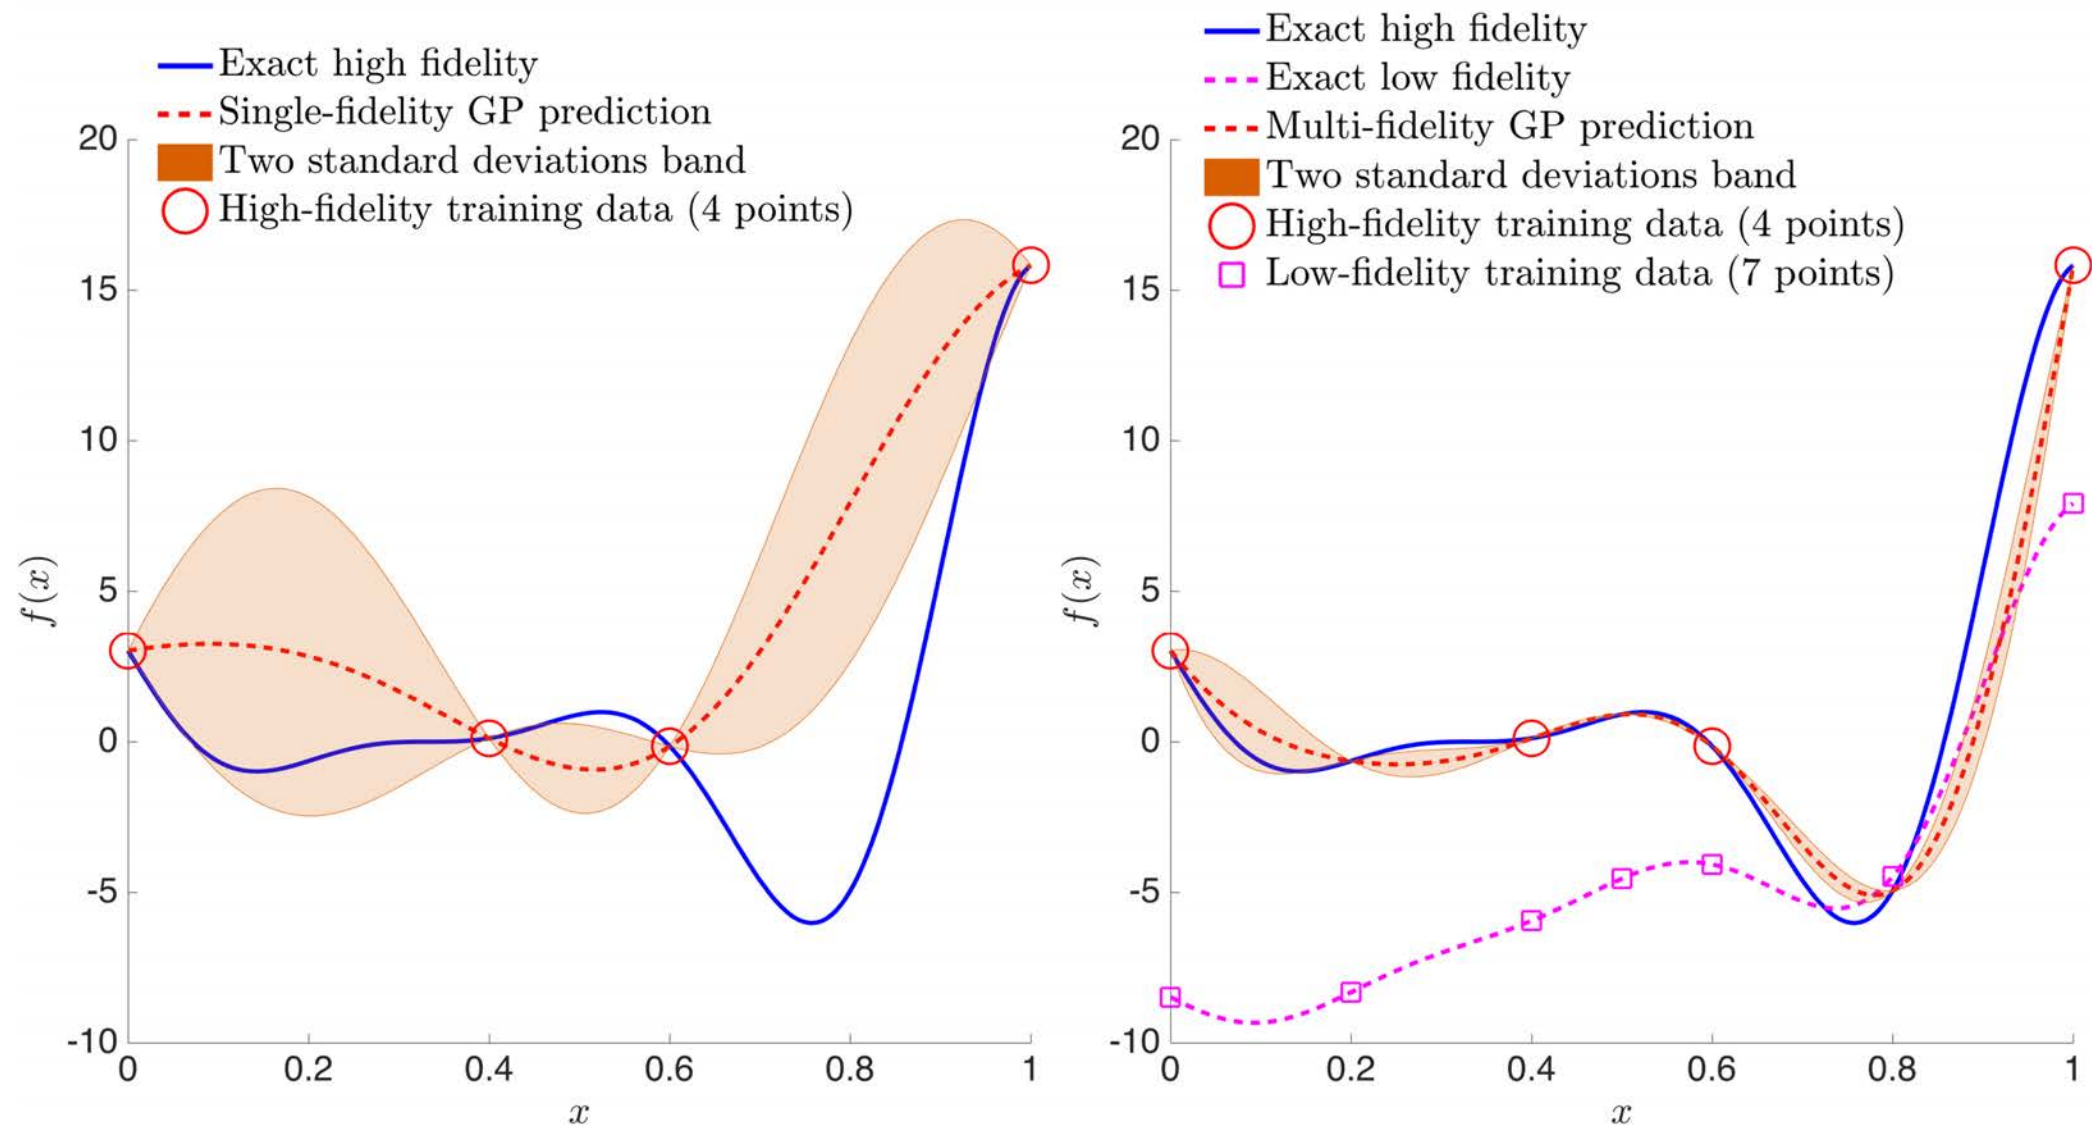 Exact high fidelity
Single-fidelity GP prediction
Two standard deviations band
High-fidelity training data (4 points)
20
15
10
5
0
-5
-10
f(x)
0
0.2
0.4
0.6
0.8
1
x
Exact high fidelity
Exact low fidelity
Multi-fidelity GP prediction
Two standard deviations band
High-fidelity training data (4 points)
Low-fidelity training data (7 points)
20
15
10
5
0
-5
-10
f(x)
0
0.2
0.4
0.6
0.8
1
x